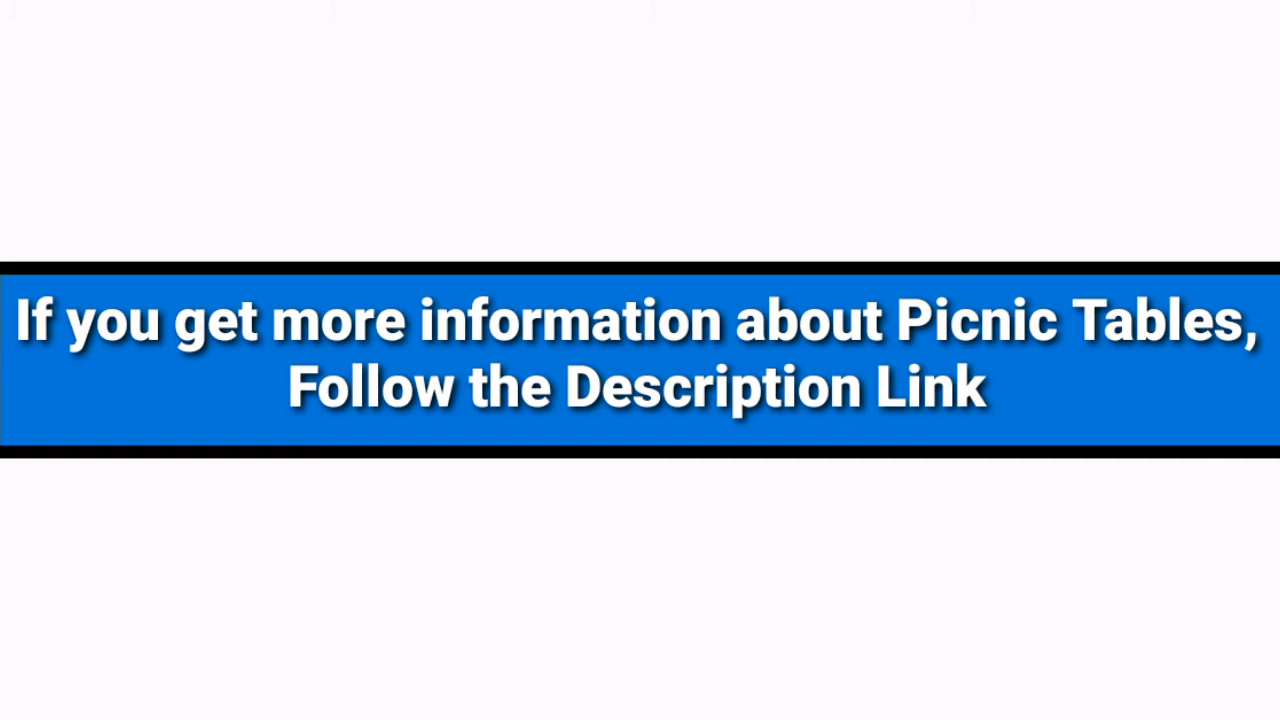 If you get more information about Picnic Tables,
Follow the Description Link